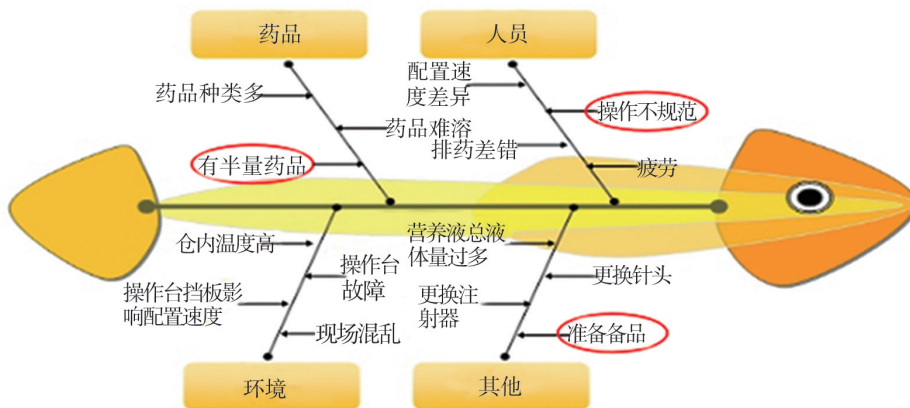 药品
人员
药品种类多
药品难溶
有半量药品
配置速
度差异
操作不规范
排药差错
疲劳
仓内温度高
操作台
故障
操作台挡板影
响配置速度
现场混乱
营养液总液
体量过多
更换针头
更换注
射器
准备备品
环境
其他